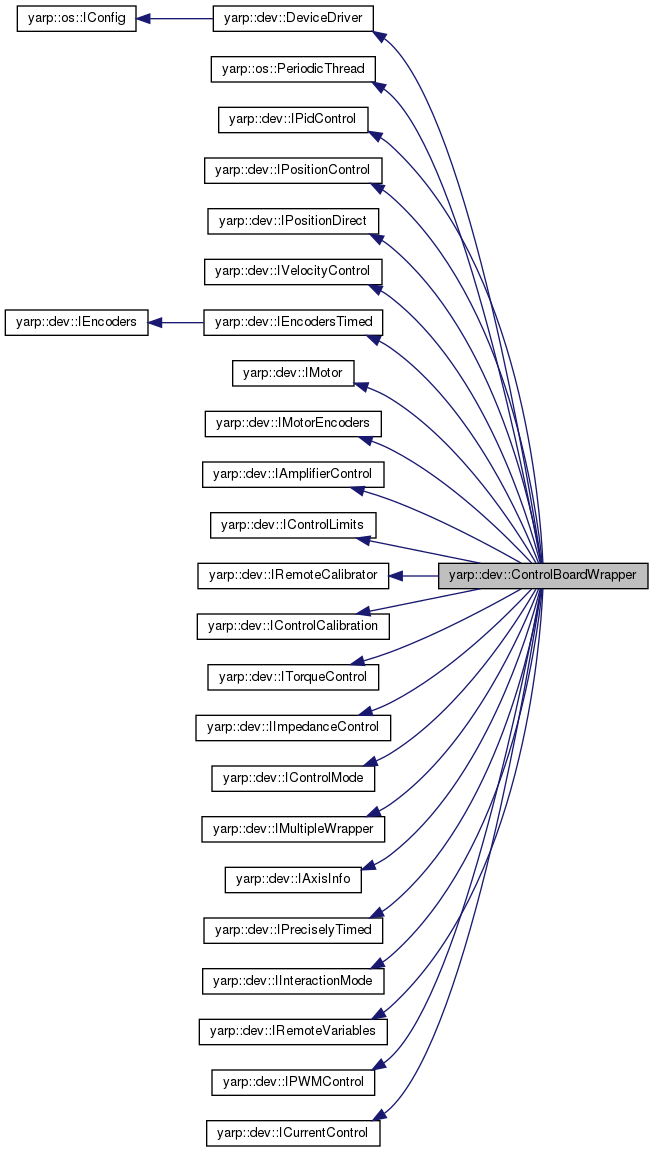 yarp::os::IConfig
yarp::dev::DeviceDriver
yarp::os::PeriodicThread
yarp::dev::IPidControl
yarp::dev::IPositionControl
yarp::dev::IPositionDirect
yarp::dev::IVelocityControl
yarp::dev::IEncoders
yarp::dev::IEncodersTimed
yarp::dev::IMotor
yarp::dev::IMotorEncoders
yarp::dev::IAmplifierControl
yarp::dev::IControlLimits
yarp::dev::IRemoteCalibrator
yarp::dev::ControlBoardWrapper
yarp::dev::IControlCalibration
yarp::dev::ITorqueControl
yarp::dev::IImpedanceControl
yarp::dev::IControlMode
yarp::dev::IMultipleWrapper
yarp::dev::IAxisInfo
yarp::dev::IPreciselyTimed
yarp::dev::IInteractionMode
yarp::dev::IRemoteVariables
yarp::dev::IPWMControl
yarp::dev::ICurrentControl